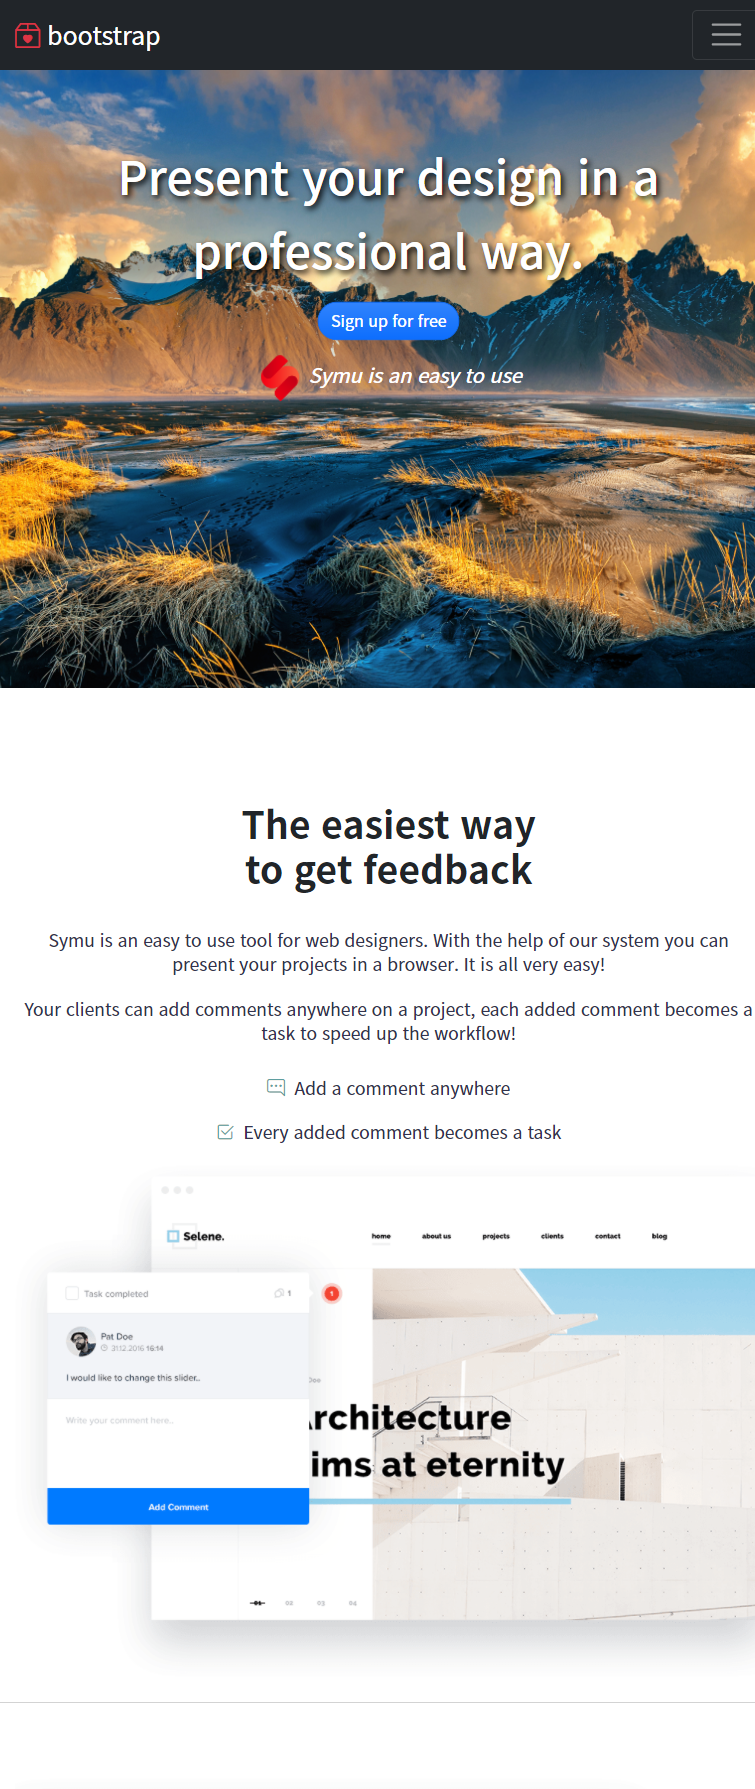 bootstrap
Present your design in a
professional way.
Sign up for free
Symu is an easy to use
The easiest way
to get feedback
Symu is an easy to use tool for web designers. With the help of our system you can
present your projects in a browser. It is all very easy!
Your clients can add comments anywhere on a project, each added comment becomes a
task to speed up the workflow!
Add a comment anywhere
Every added comment becomes a task
Selene.
home about us projects clients contact blog
Task completed 1
1
Pat Doe
31.12.2016 16:14
Doe
I would like to change this slider..
Write your comment here..
rchitecture
ims at eternity
Add Comment
01 02 03 04